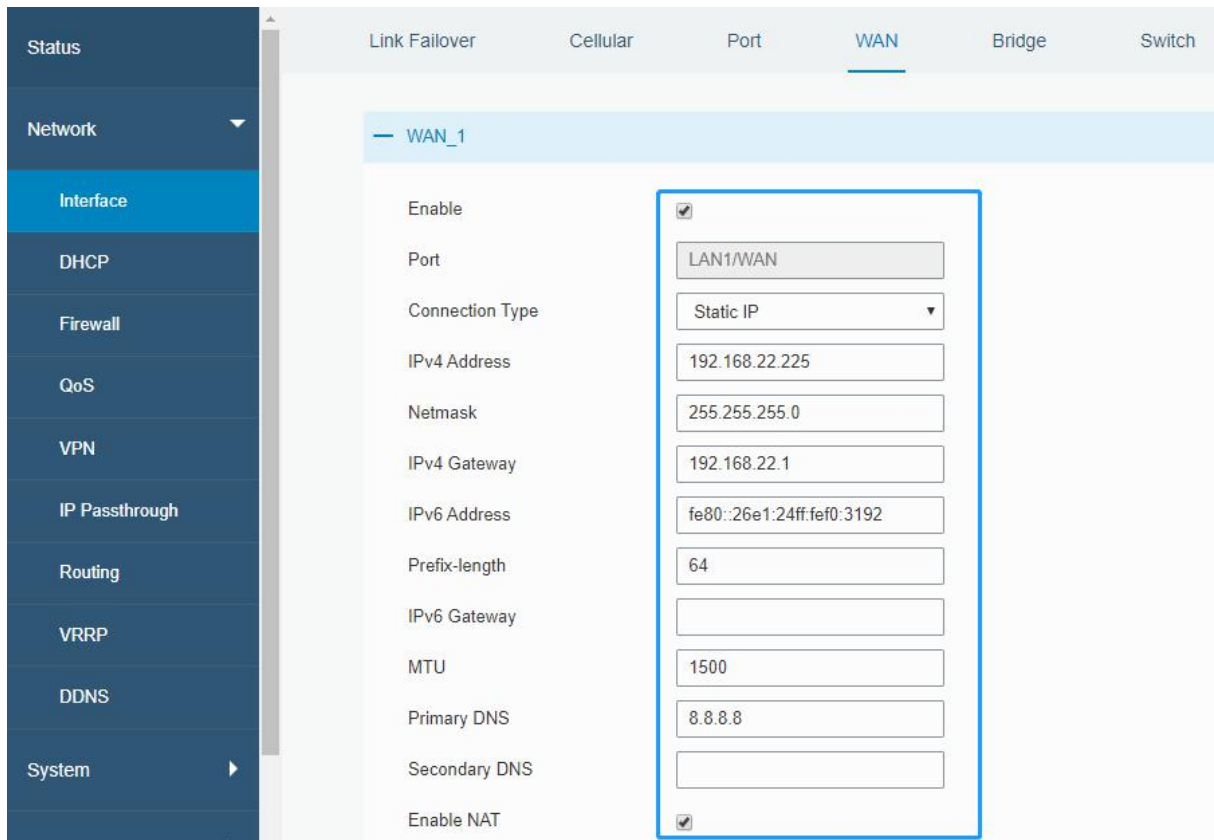 Status
Network
Interface
DHCP
Firewall
QoS
VPN
IP Passthrough
Routing
VRRP
DDNS
System
Link Failover Cellular Port WAN Bridge Switch
WAN_1
Enable
Port LAN1/WAN
Connection Type Static IP
IPv4 Address 192.168.22.225
Netmask 255.255.255.0
IPv4 Gateway 192.168.22.1
IPv6 Address fe80::26e1:24ff:fef0:3192
Prefix-length 64
IPv6 Gateway
MTU 1500
Primary DNS 8.8.8.8
Secondary DNS
Enable NAT